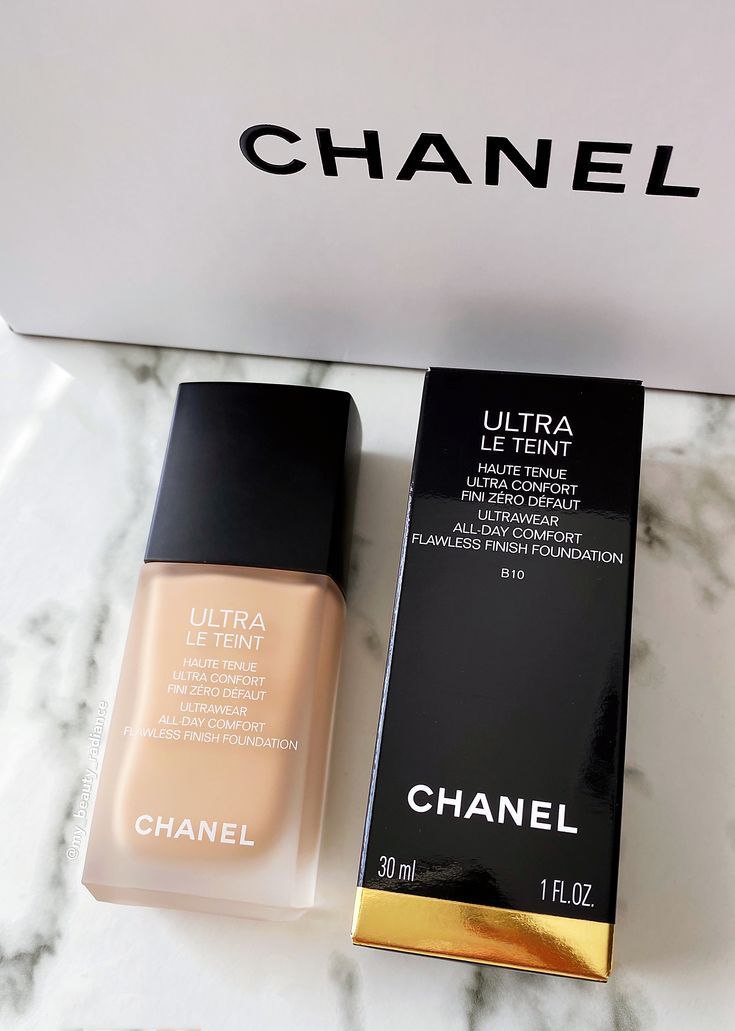 CHANEL
ULTRA
LE TEINT
HAUTE TENUE
ULTRA CONFORT
FINI ZÉRO DÉFAUT
ULTRAWEAR
ALL-DAY COMFORT
FLAWLESS FINISH FOUNDATION
CHANEL
@my_beauty_radiance
ULTRA
LE TEINT
HAUTE TENUE
ULTRA CONFORT
FINI ZÉRO DÉFAUT
ULTRAWEAR
ALL-DAY COMFORT
FLAWLESS FINISH FOUNDATION
B10
CHANEL
30 ml
1 FL.OZ.